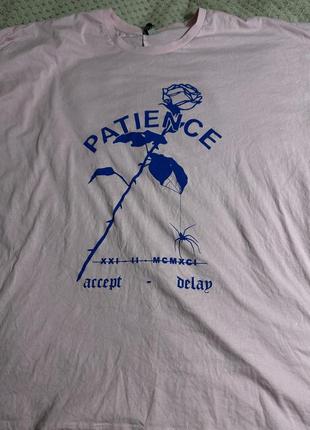 PATIENCE
XXI - II - MCMXCI
accept - delay